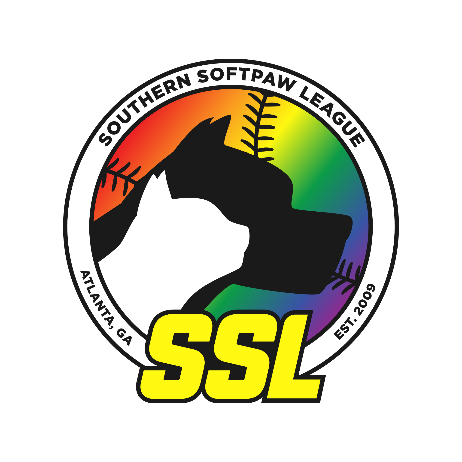 SOUTHERN SOFTPAW LEAGUE
ATLANTA, GA
EST. 2009
SSL